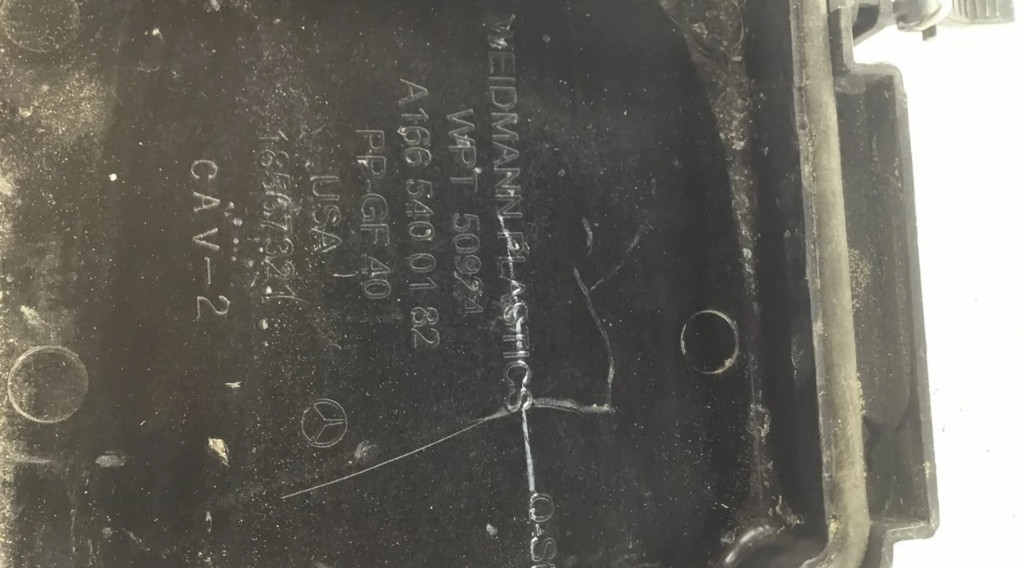 WEIDMANN PLASTICS
WPT 50921
A166 540 01 82
PP-GF 40
USA
CAV-2